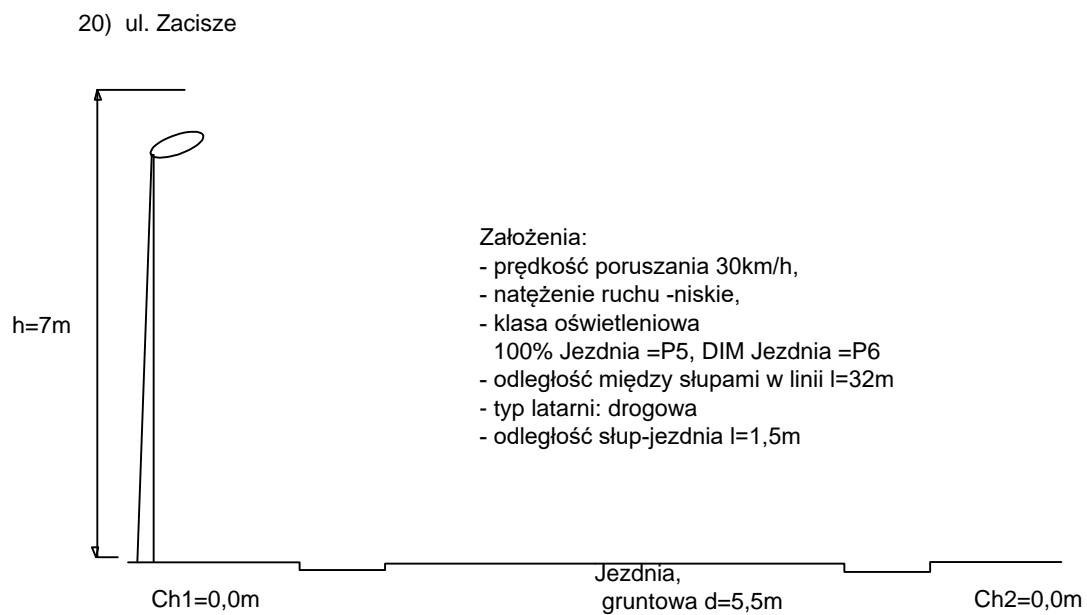 20) ul. Zacisze
Założenia:
- prędkość poruszania 30km/h,
- natężenie ruchu -niskie,
- klasa oświetleniowa
100% Jezdnia =P5, DIM Jezdnia =P6
- odległość między słupami w linii l=32m
- typ latarni: drogowa
- odległość słup-jezdnia l=1,5m
h=7m
Jezdnia,
gruntowa d=5,5m
Ch1=0,0m
Ch2=0,0m